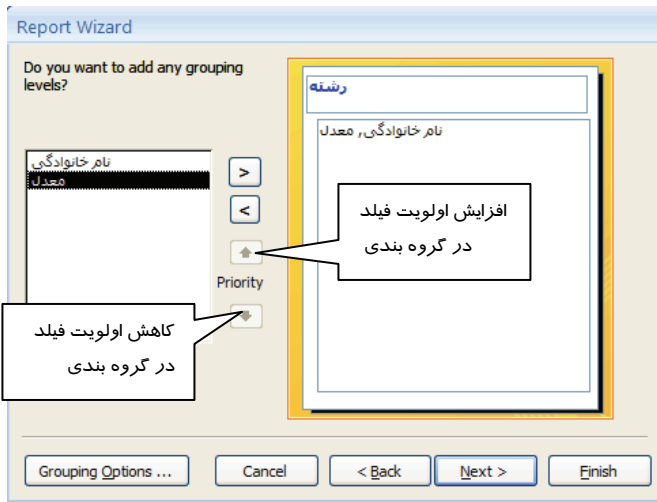 Report Wizard
Do you want to add any grouping
levels?
رشته
نام خانوادگی, معدل
نام خانوادگی
معدل
>
<
افزایش اولویت فیلد
در گروه بندی
Priority
کاهش اولویت فیلد
در گروه بندی
Grouping Options ...
Cancel
< Back
Next >
Finish